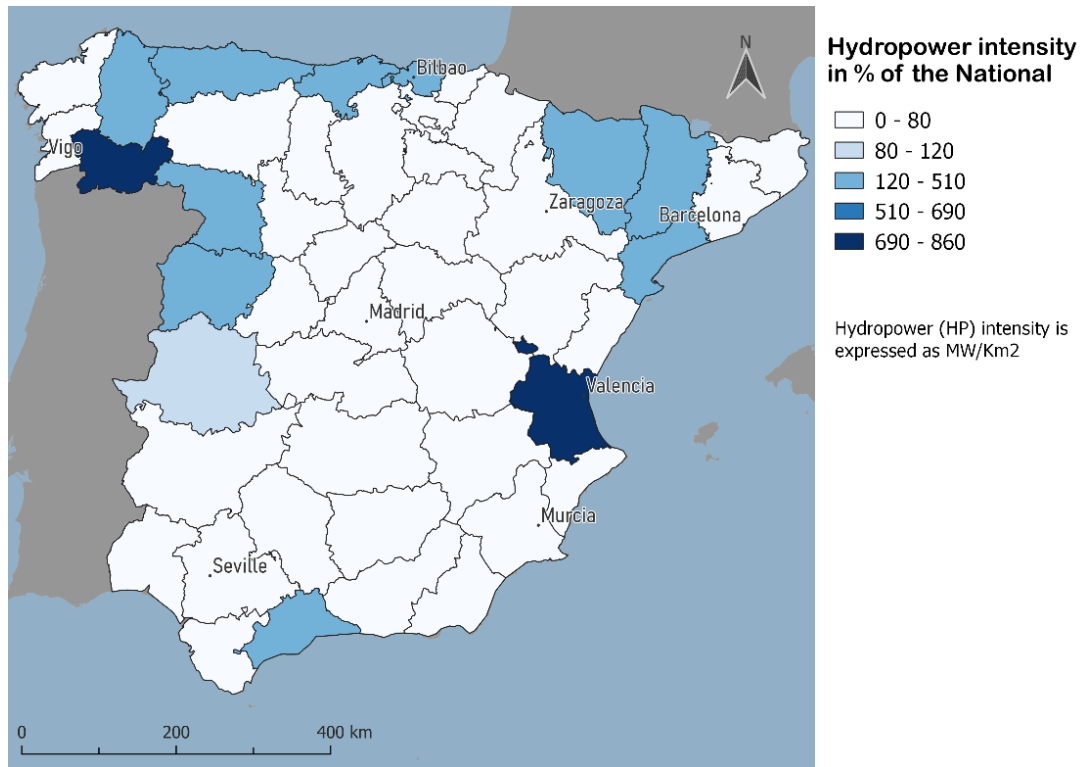 Hydropower intensity
in % of the National
0 - 80
80 - 120
120 - 510
510 - 690
690 - 860
Hydropower (HP) intensity is
expressed as MW/Km2
N
Bilbao
Vigo
Zaragoza
Barcelona
Madrid
Valencia
Murcia
Seville
0 200 400 km